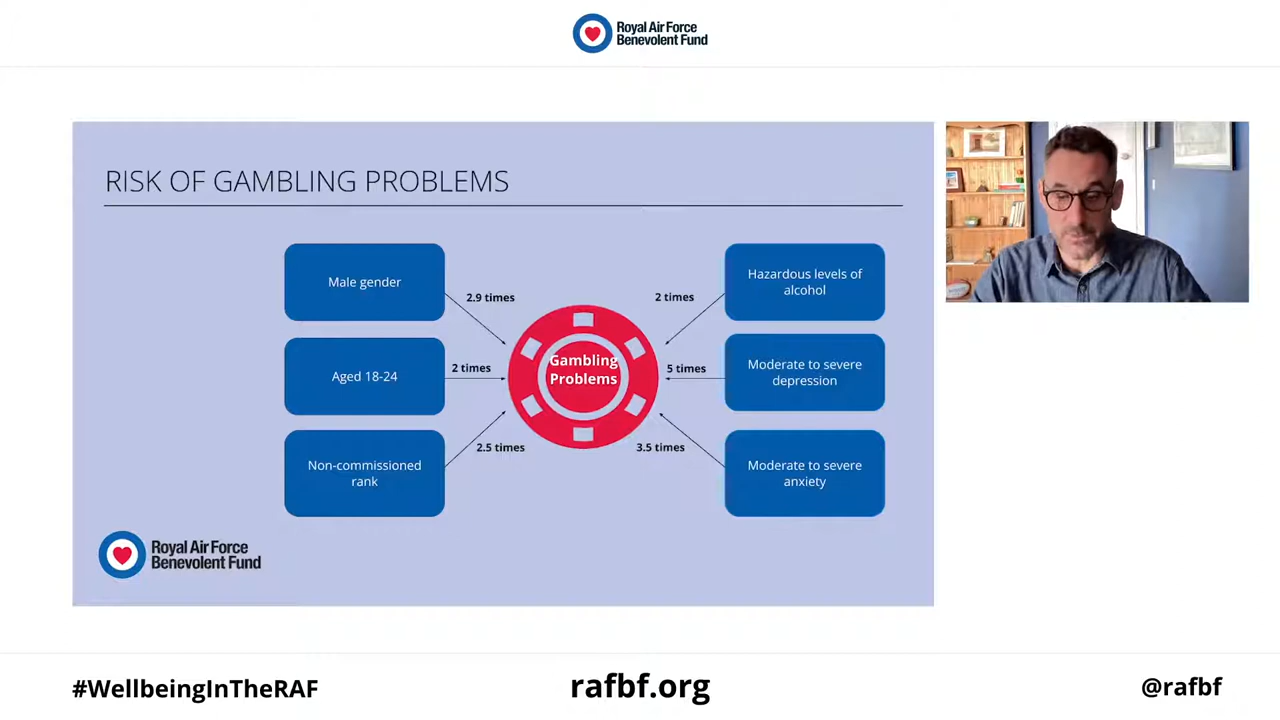 Royal Air Force
Benevolent Fund
RISK OF GAMBLING PROBLEMS
Male gender
2.9 times
Aged 18-24
2 times
Non-commissioned
rank
2.5 times
Gambling
Problems
Hazardous levels of
alcohol
2 times
Moderate to severe
depression
5 times
Moderate to severe
anxiety
3.5 times
Royal Air Force
Benevolent Fund
#WellbeingInTheRAF
rafbf.org
@rafbf